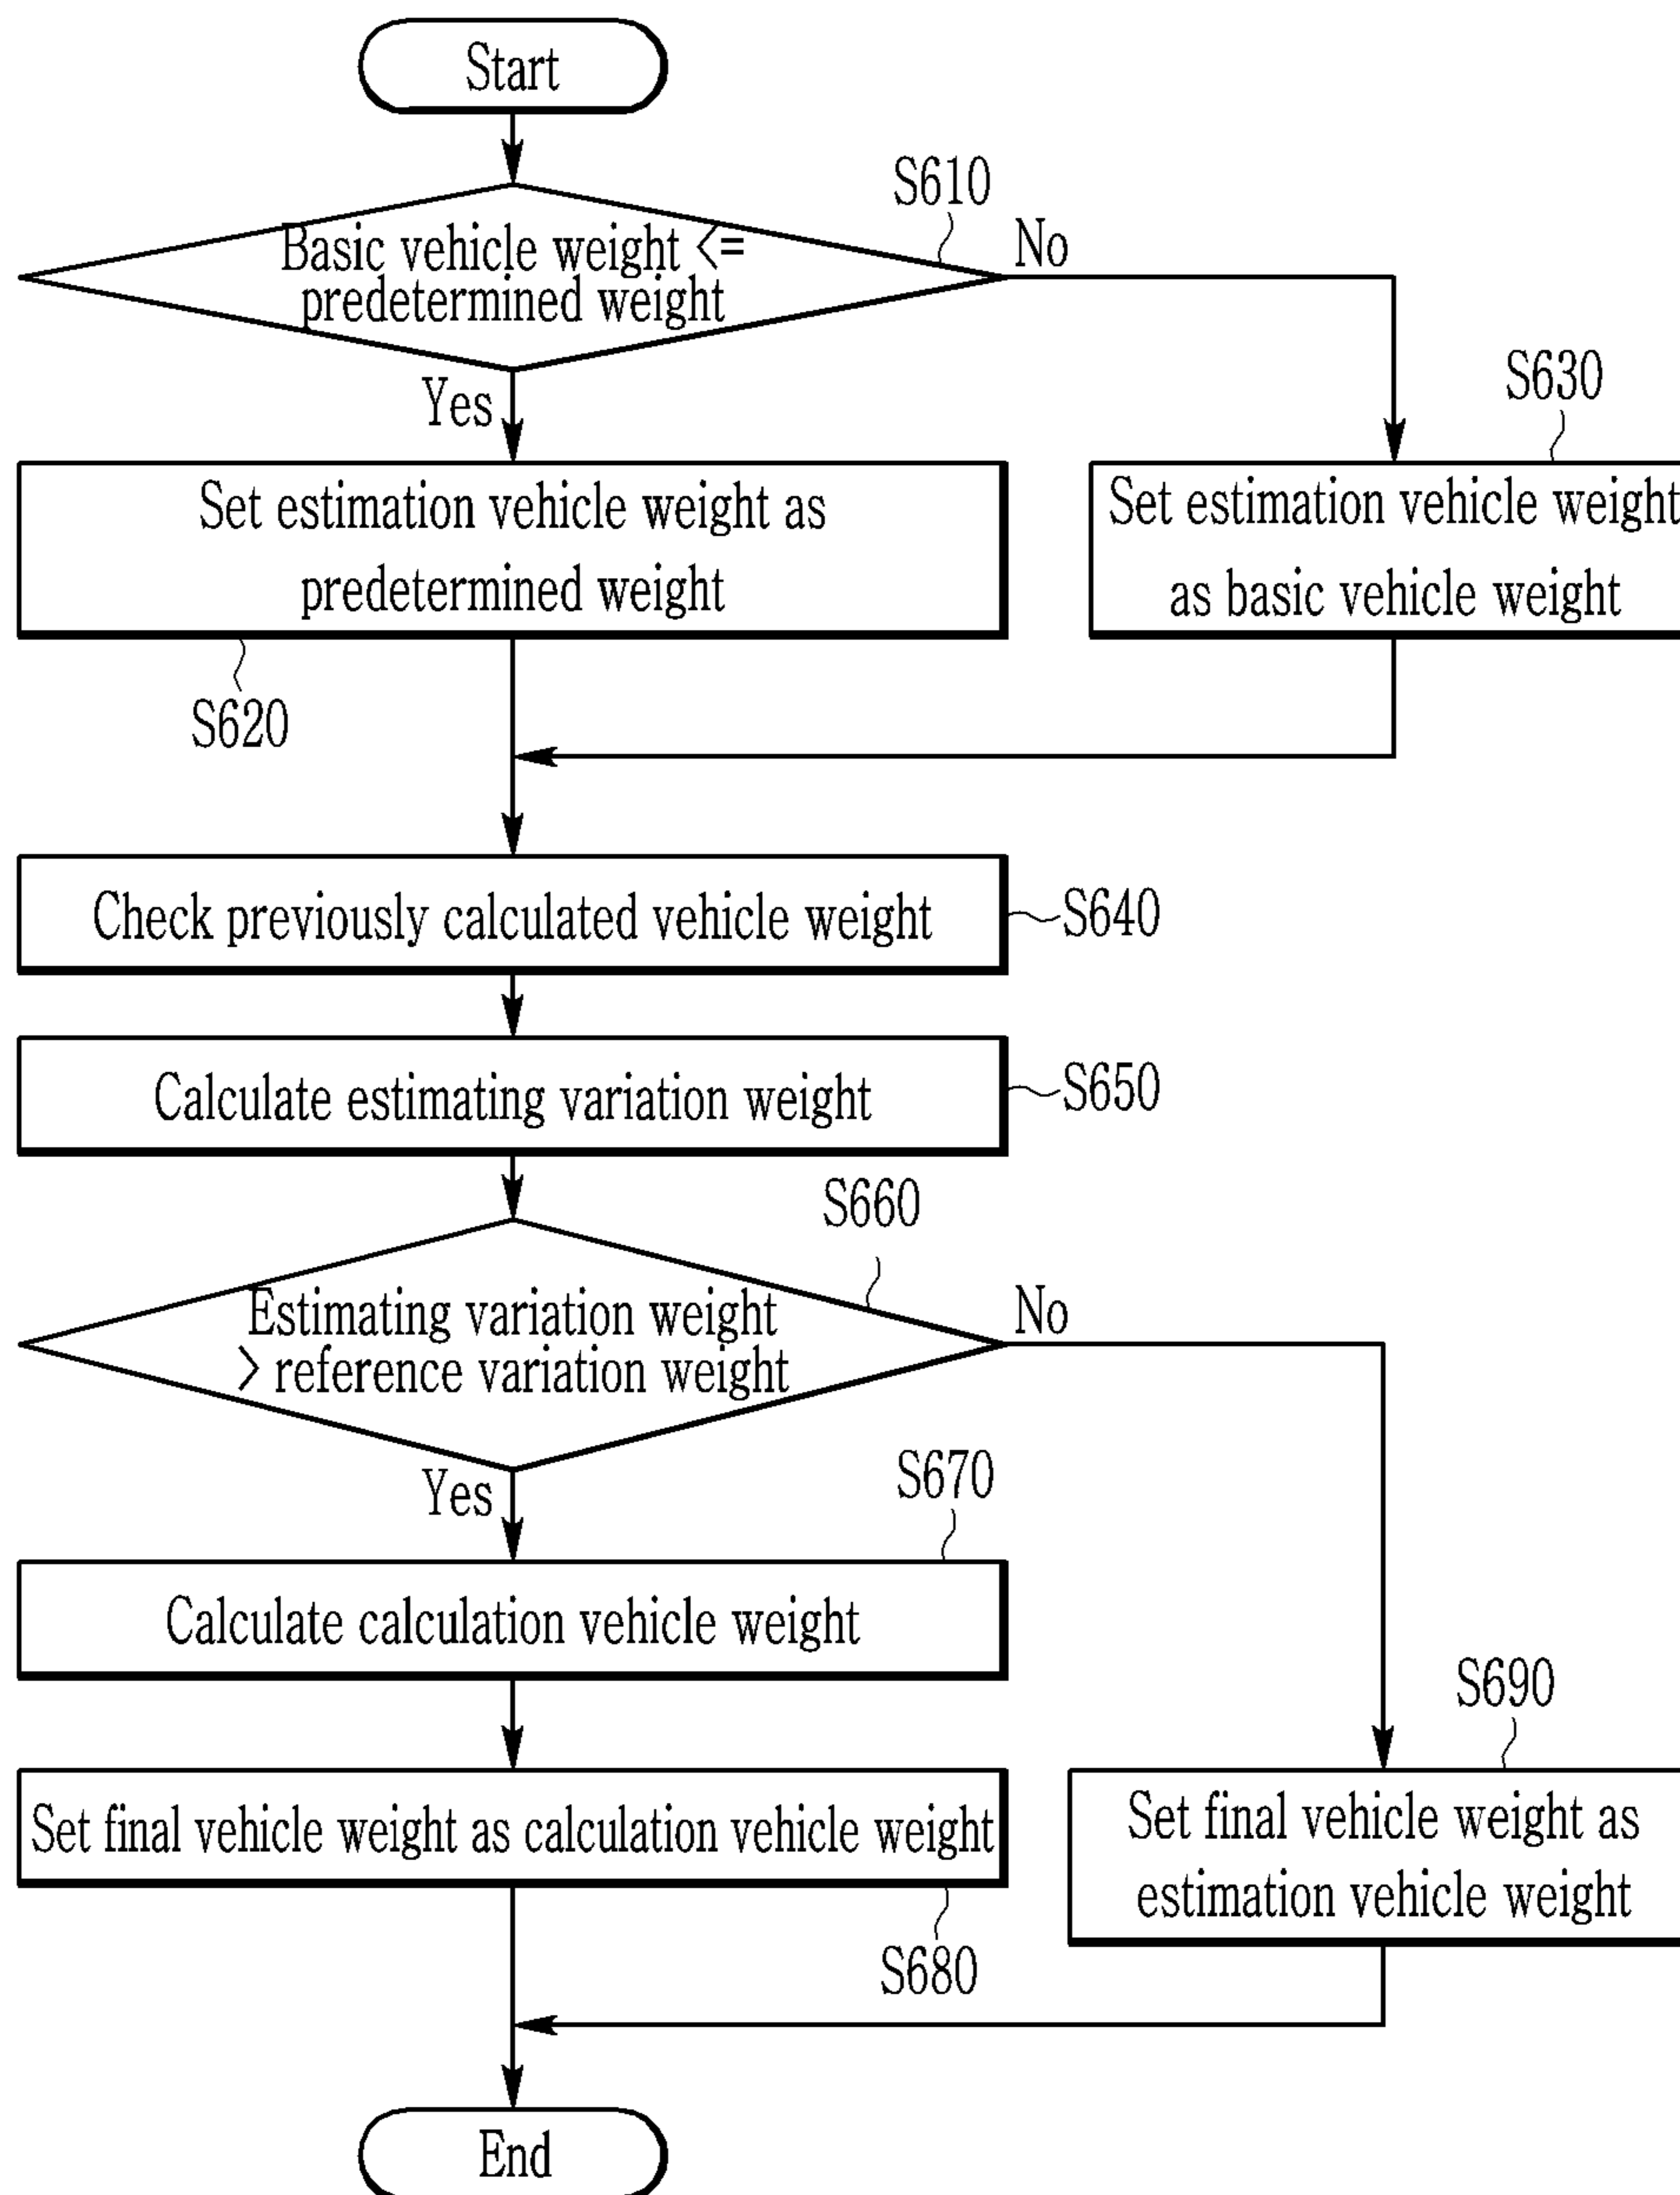 Start
S610
Basic vehicle weight <=
predetermined weight
No
Yes
S630
Set estimation vehicle weight as
predetermined weight
Set estimation vehicle weight
as basic vehicle weight
S620
Check previously calculated vehicle weight
S640
Calculate estimating variation weight
S650
S660
Estimating variation weight
> reference variation weight
No
Yes
S670
Calculate calculation vehicle weight
S690
Set final vehicle weight as calculation vehicle weight
Set final vehicle weight as
estimation vehicle weight
S680
End